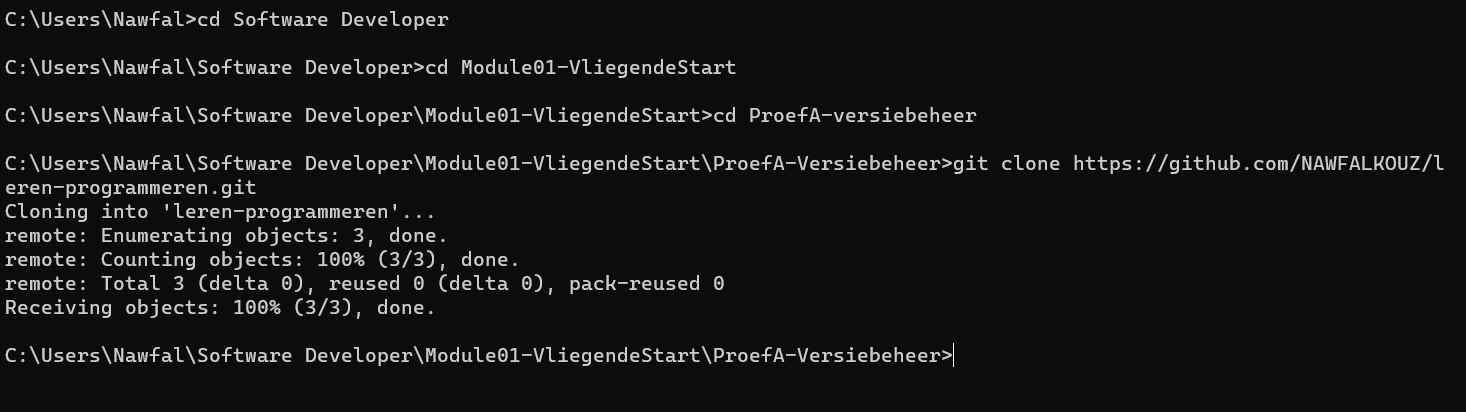 C:\Users\Nawfal>cd Software Developer
C:\Users\Nawfal\Software Developer>cd Module01-VliegendeStart
C:\Users\Nawfal\Software Developer\Module01-VliegendeStart>cd ProefA-versiebeheer
C:\Users\Nawfal\Software Developer\Module01-VliegendeStart\ProefA-Versiebeheer>git clone https://github.com/NAWFALKOUZ/l
eren-programmeren.git
Cloning into 'leren-programmeren'...
remote: Enumerating objects: 3, done.
remote: Counting objects: 100% (3/3), done.
remote: Total 3 (delta 0), reused 0 (delta 0), pack-reused 0
Receiving objects: 100% (3/3), done.
C:\Users\Nawfal\Software Developer\Module01-VliegendeStart\ProefA-Versiebeheer>